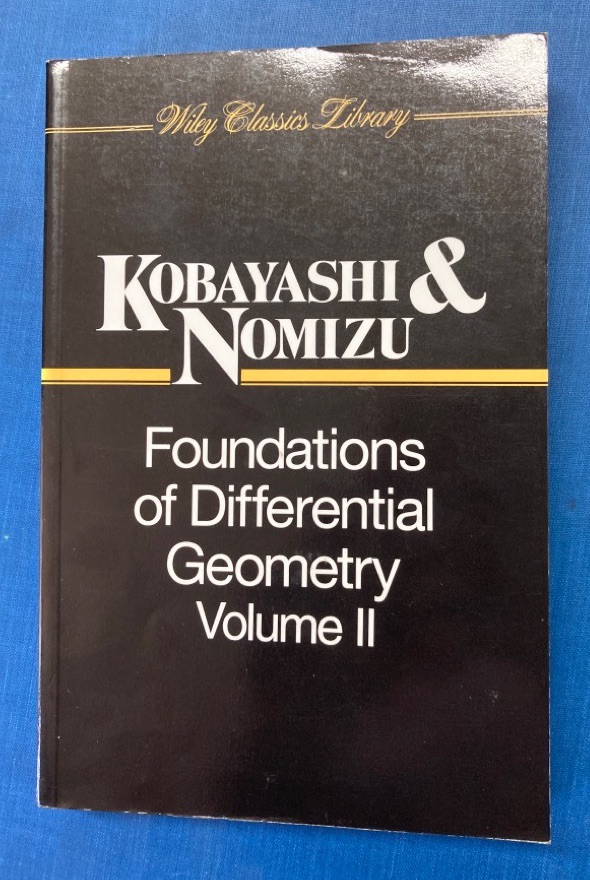 Wiley Classics Library
KOBAYASHI &
NOMIZU
Foundations
of Differential
Geometry
Volume II